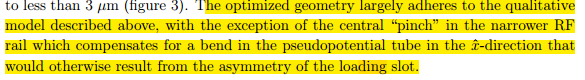 to less than 3 μm (figure 3). The optimized geometry largely adheres to the qualitative
model described above, with the exception of the central “pinch” in the narrower RF
rail which compensates for a bend in the pseudopotential tube in the x̂-direction that
would otherwise result from the asymmetry of the loading slot.